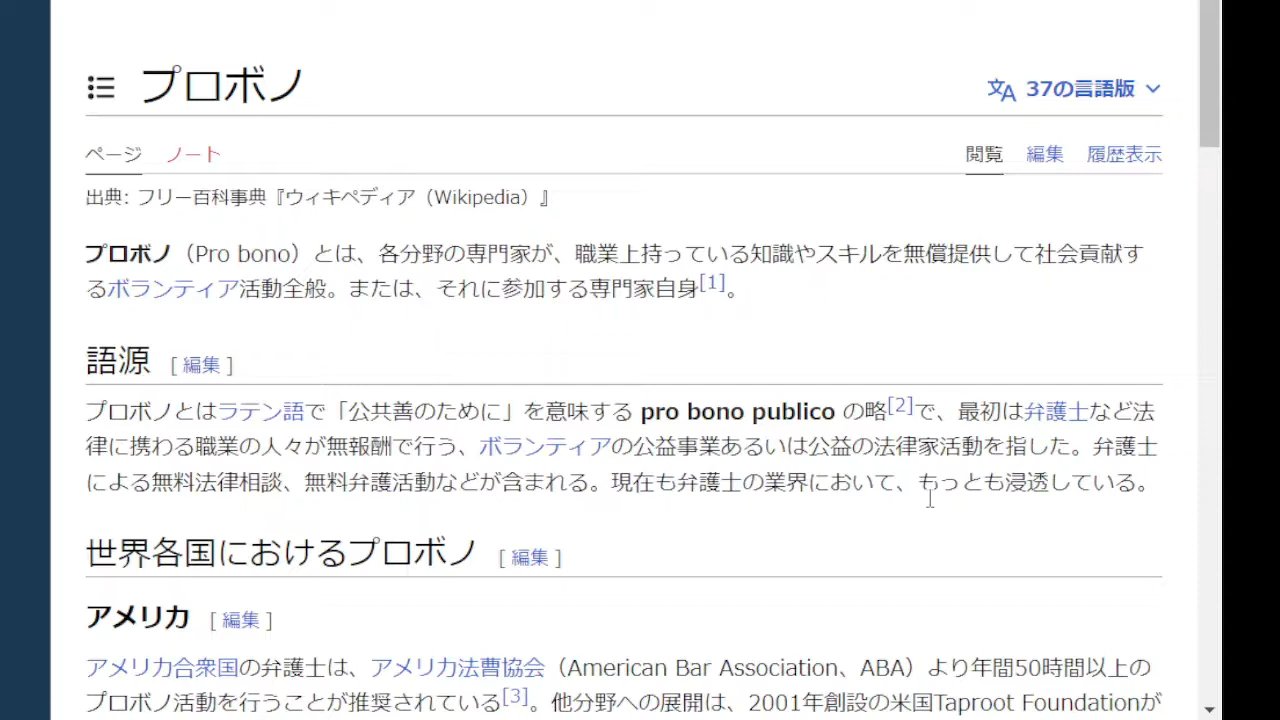 プロボノ
37の言語版
ページ ノート 閲覧 編集 履歴表示
出典: フリー百科事典『ウィキペディア（Wikipedia）』
プロボノ（Pro bono）とは、各分野の専門家が、職業上持っている知識やスキルを無償提供して社会貢献す
るボランティア活動全般。または、それに参加する専門家自身[1]。
語源 [ 編集 ]
プロボノとはラテン語で「公共善のために」を意味する pro bono publico の略[2]で、最初は弁護士など法
律に携わる職業の人々が無報酬で行う、ボランティアの公益事業あるいは公益の法律家活動を指した。弁護士
による無料法律相談、無料弁護活動などが含まれる。現在も弁護士の業界において、もっとも浸透している。
世界各国におけるプロボノ [ 編集 ]
アメリカ [ 編集 ]
アメリカ合衆国の弁護士は、アメリカ法曹協会（American Bar Association、ABA）より年間50時間以上の
プロボノ活動を行うことが推奨されている[3]。他分野への展開は、2001年創設の米国Taproot Foundationが